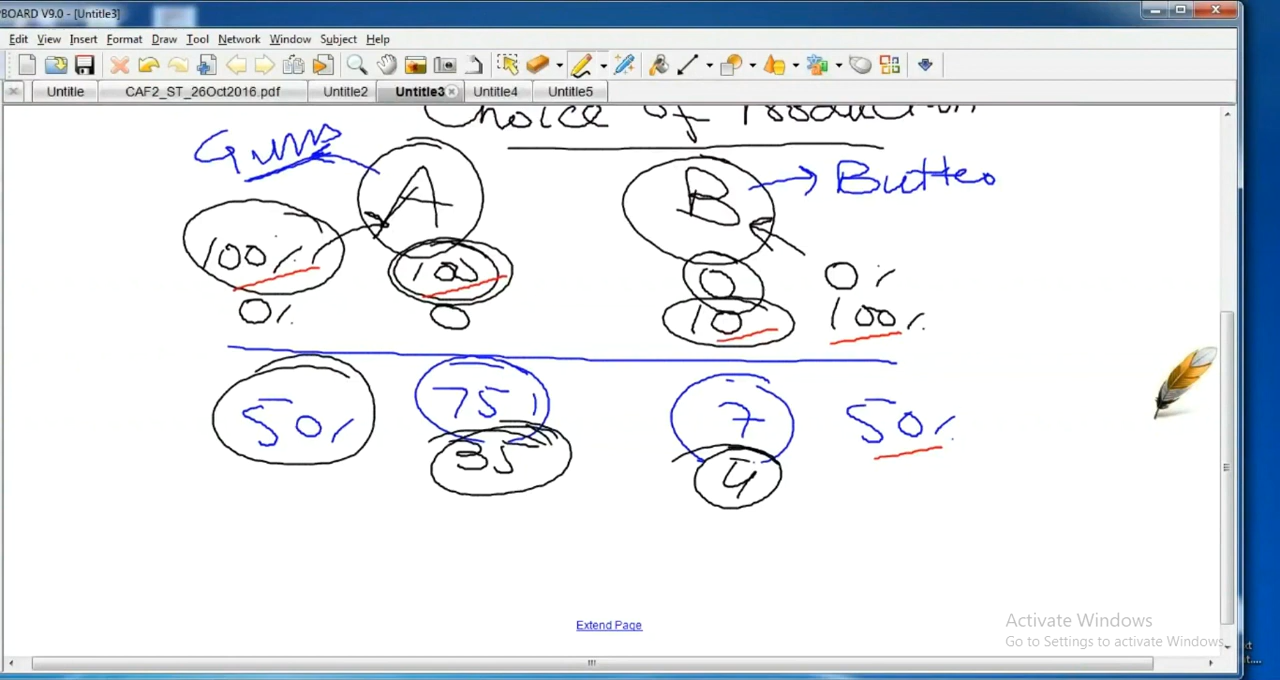 BOARD V9.0 - [Untitle3]
Edit View Insert Format Draw Tool Network Window Subject Help
Untitle CAF2_ST_26Oct2016.pdf Untitle2 Untitle3 Untitle4 Untitle5
Choice of Production
Guns A B Butter
100% 100 0 0%
0% 0 10 100%
50% 75 7 50%
35 4
Extend Page
Activate Windows
Go to Settings to activate Windows.